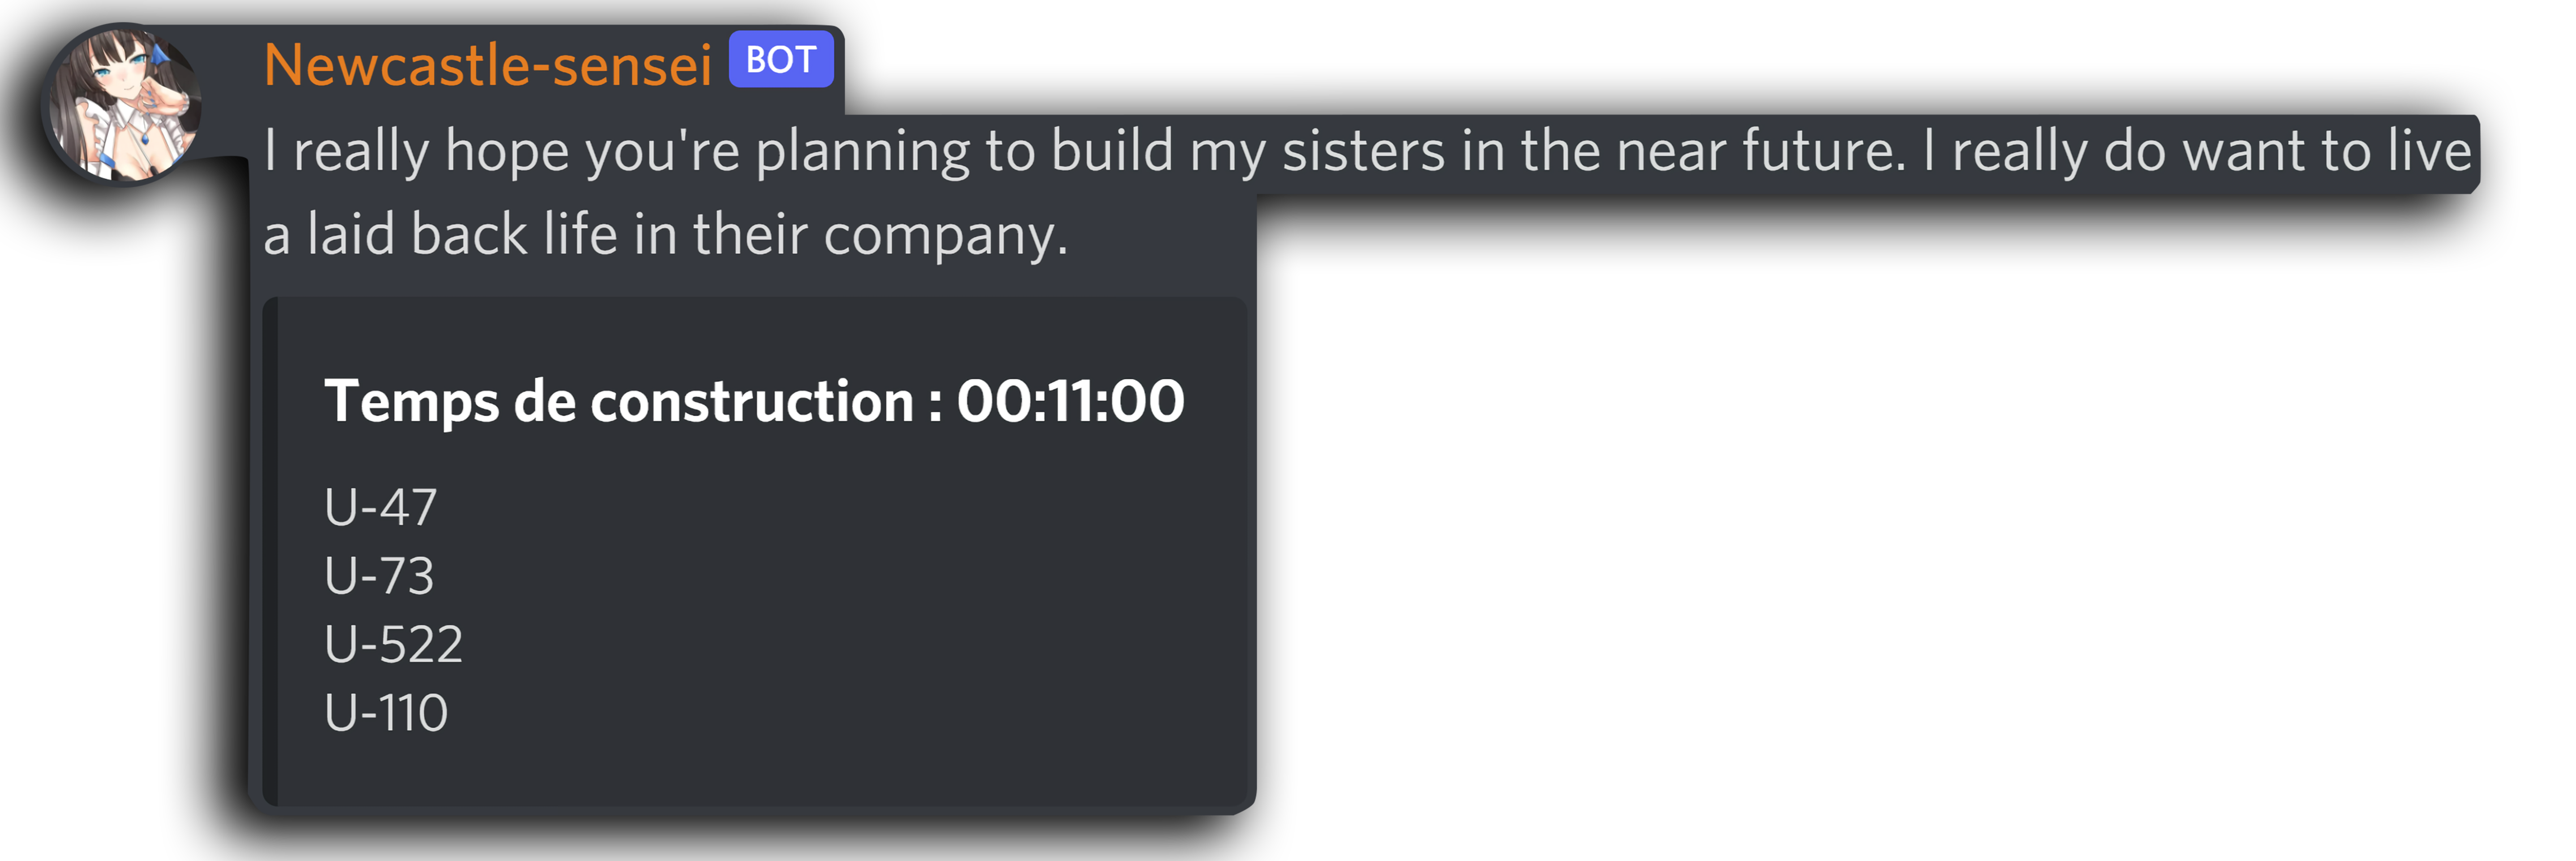 Newcastle-sensei BOT
I really hope you're planning to build my sisters in the near future. I really do want to live
a laid back life in their company.
Temps de construction : 00:11:00
U-47
U-73
U-522
U-110